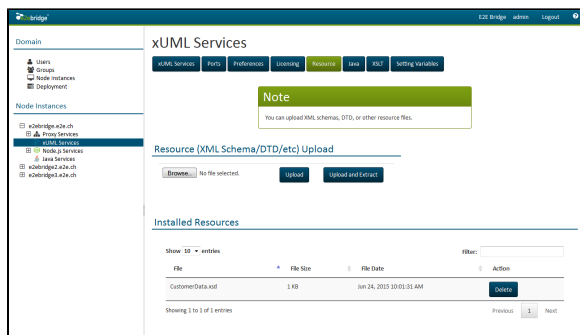 e2ebridge
E2E Bridge admin Logout ?
Domain
Users
Groups
Node Instances
Deployment
Node Instances
e2ebridge.e2e.ch
Proxy Services
xUML Services
Node.js Services
Java Services
e2ebridge2.e2e.ch
e2ebridge3.e2e.ch
xUML Services
xUML Services Ports Preferences Licensing Resource Java XSLT Setting Variables
Note
You can upload XML schemas, DTD, or other resource files.
Resource (XML Schema/DTD/etc) Upload
Browse.. No file selected. Upload Upload and Extract
Installed Resources
Show 10 entries Filter:
File File Size File Date Action
CustomerData.xsd 1 KB Jun 24, 2015 10:01:31 AM Delete
Showing 1 to 1 of 1 entries Previous 1 Next